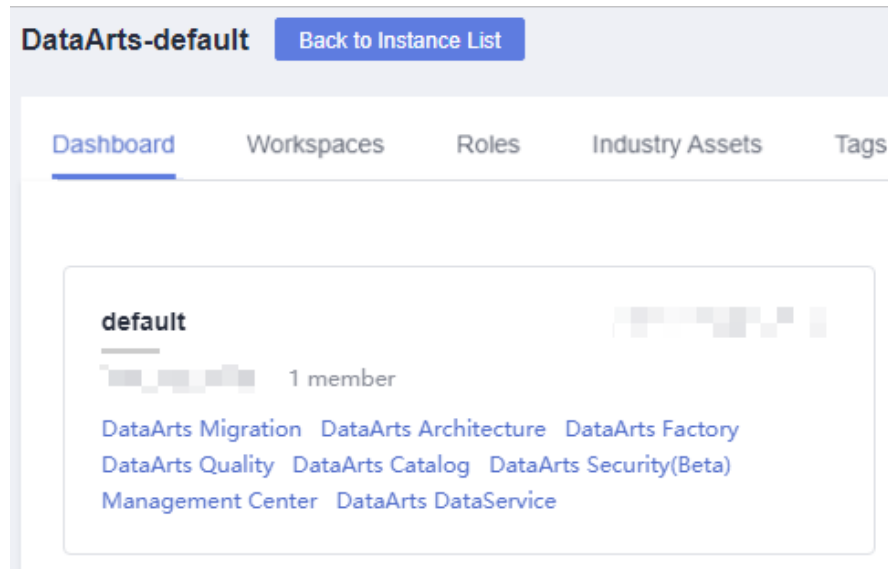 DataArts-default Back to Instance List
Dashboard Workspaces Roles Industry Assets Tags
default
1 member
DataArts Migration DataArts Architecture DataArts Factory
DataArts Quality DataArts Catalog DataArts Security(Beta)
Management Center DataArts DataService